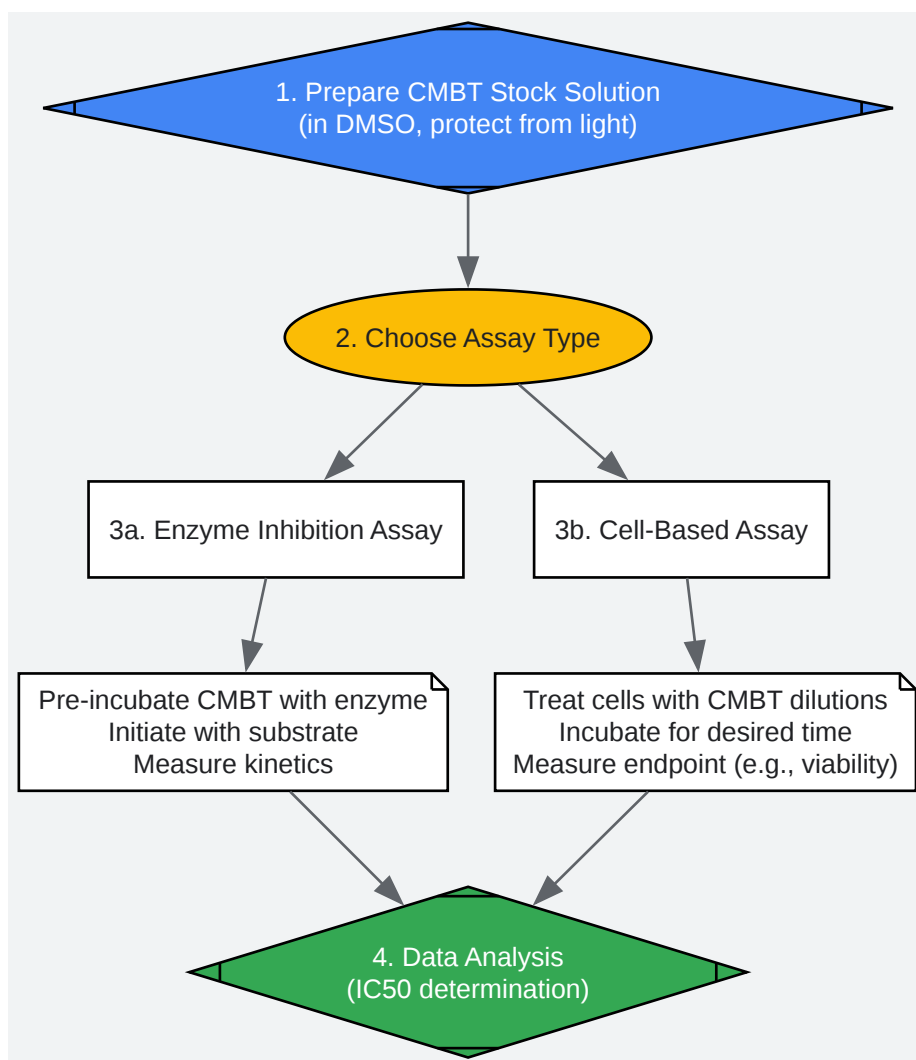 1. Prepare CMBT Stock Solution
(in DMSO, protect from light)
2. Choose Assay Type
3a. Enzyme Inhibition Assay
3b. Cell-Based Assay
Pre-incubate CMBT with enzyme
Initiate with substrate
Measure kinetics
Treat cells with CMBT dilutions
Incubate for desired time
Measure endpoint (e.g., viability)
4. Data Analysis
(IC50 determination)